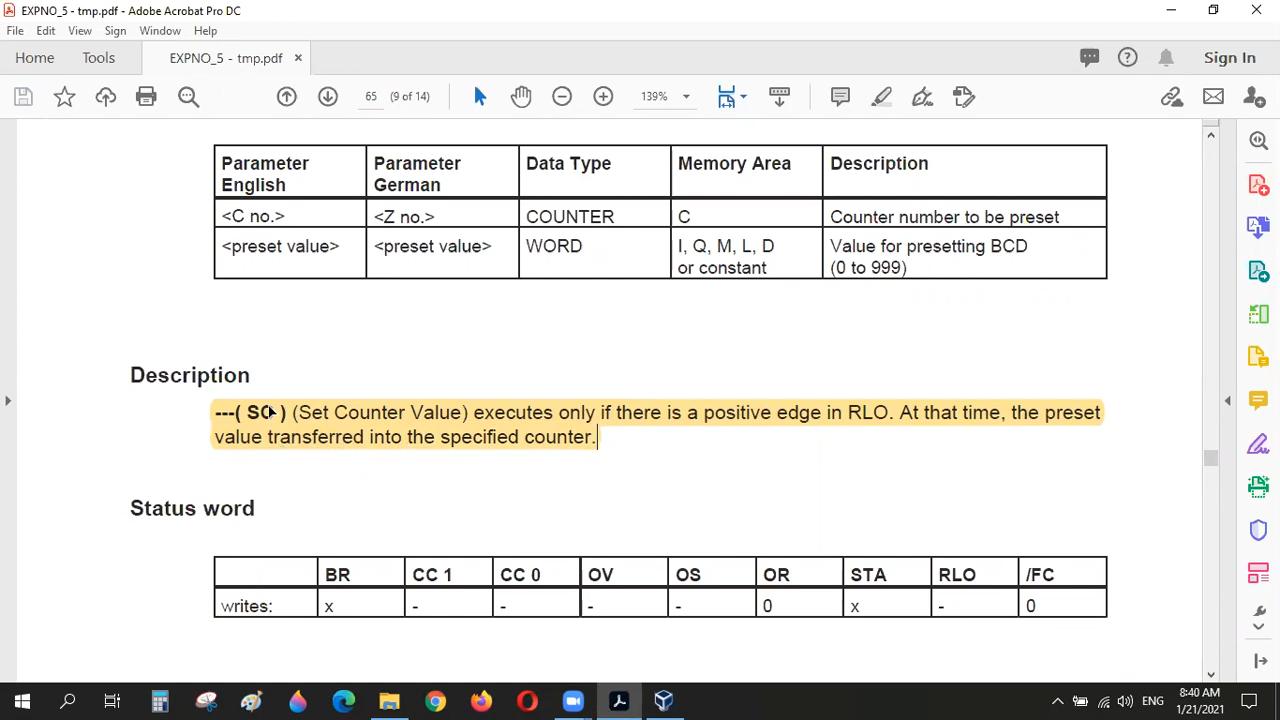 EXPNO_5 - tmp.pdf - Adobe Acrobat Pro DC
File Edit View Sign Window Help
Home Tools EXPNO_5 - tmp.pdf × Sign In
65 (9 of 14) 139%
Parameter English Parameter German Data Type Memory Area Description
<C no.> <Z no.> COUNTER C Counter number to be preset
<preset value> <preset value> WORD I, Q, M, L, D or constant Value for presetting BCD (0 to 999)
Description
---( SC ) (Set Counter Value) executes only if there is a positive edge in RLO. At that time, the preset
value transferred into the specified counter.
Status word
BR CC 1 CC 0 OV OS OR STA RLO /FC
writes: x - - - - 0 x - 0
ENG
8:40 AM
1/21/2021